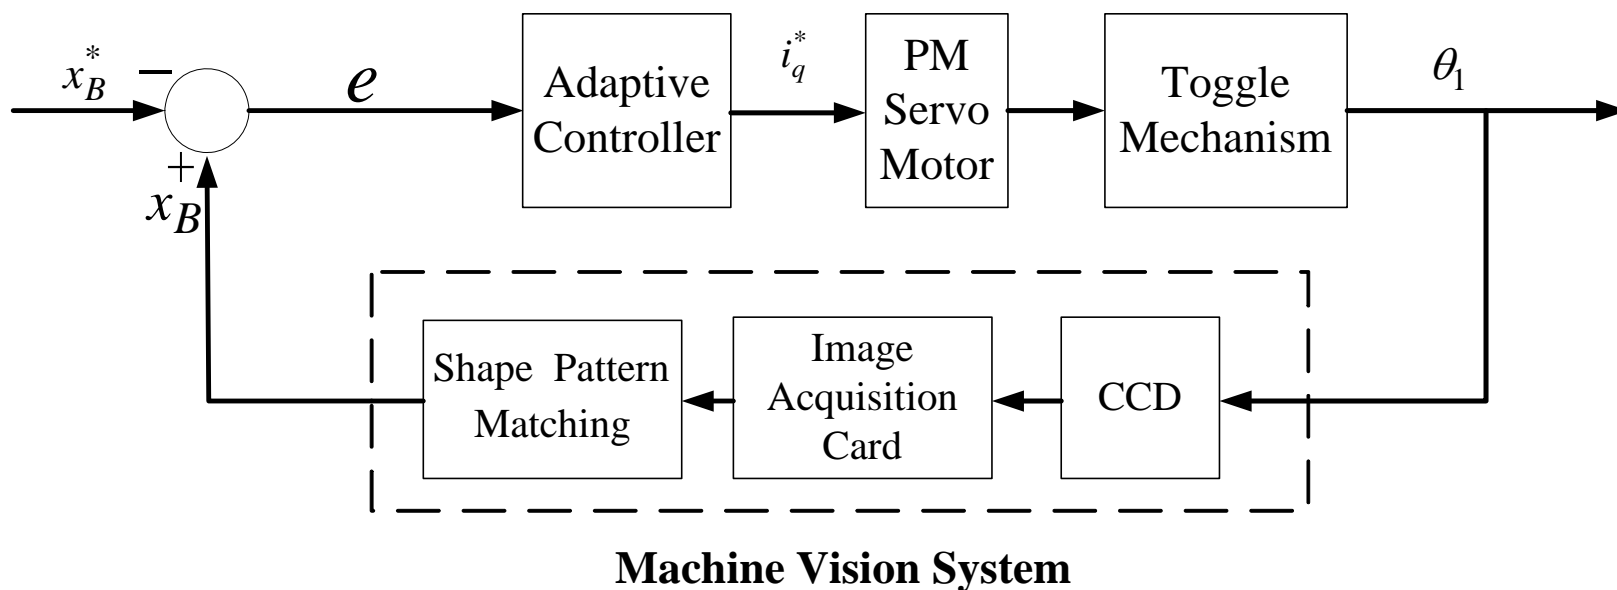 x_B^*
−
e
Adaptive
Controller
i_q^*
PM
Servo
Motor
Toggle
Mechanism
θ_1
+
x_B
Shape Pattern
Matching
Image
Acquisition
Card
CCD
Machine Vision System